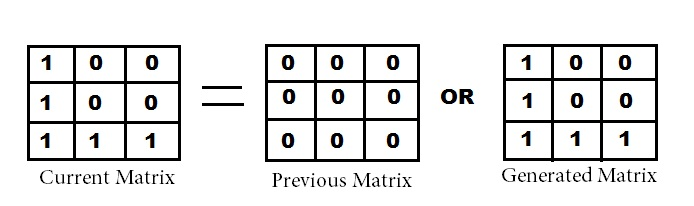 1 0 0 0 0 0 1 0 0
1 0 0 = 0 0 0 OR 1 0 0
1 1 1 0 0 0 1 1 1
Current Matrix Previous Matrix Generated Matrix